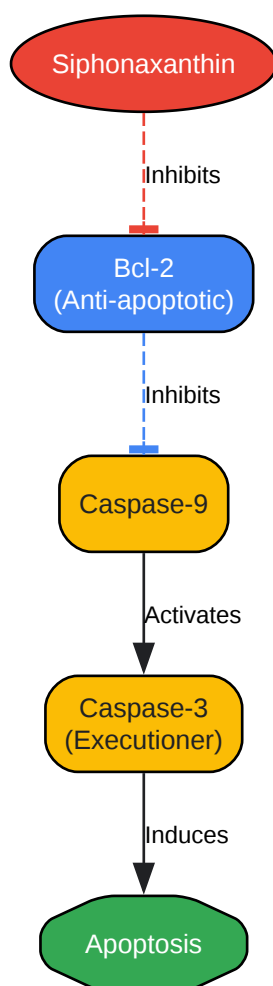 Siphonaxanthin
Inhibits
Bcl-2
(Anti-apoptotic)
Inhibits
Caspase-9
Activates
Caspase-3
(Executioner)
Induces
Apoptosis